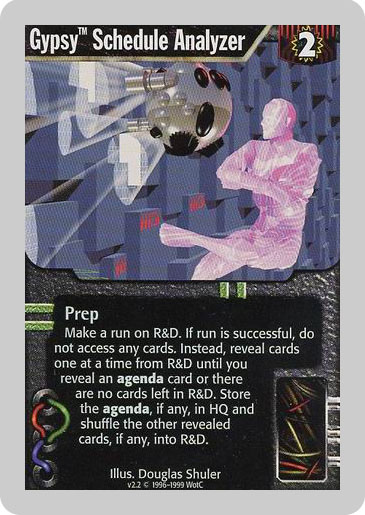 Gypsy™ Schedule Analyzer
2
Prep
Make a run on R&D. If run is successful, do
not access any cards. Instead, reveal cards
one at a time from R&D until you
reveal an agenda card or there
are no cards left in R&D. Store
the agenda, if any, in HQ and
shuffle the other revealed
cards, if any, into R&D.
Illus. Douglas Shuler
v2.2 © 1996-1999 WotC